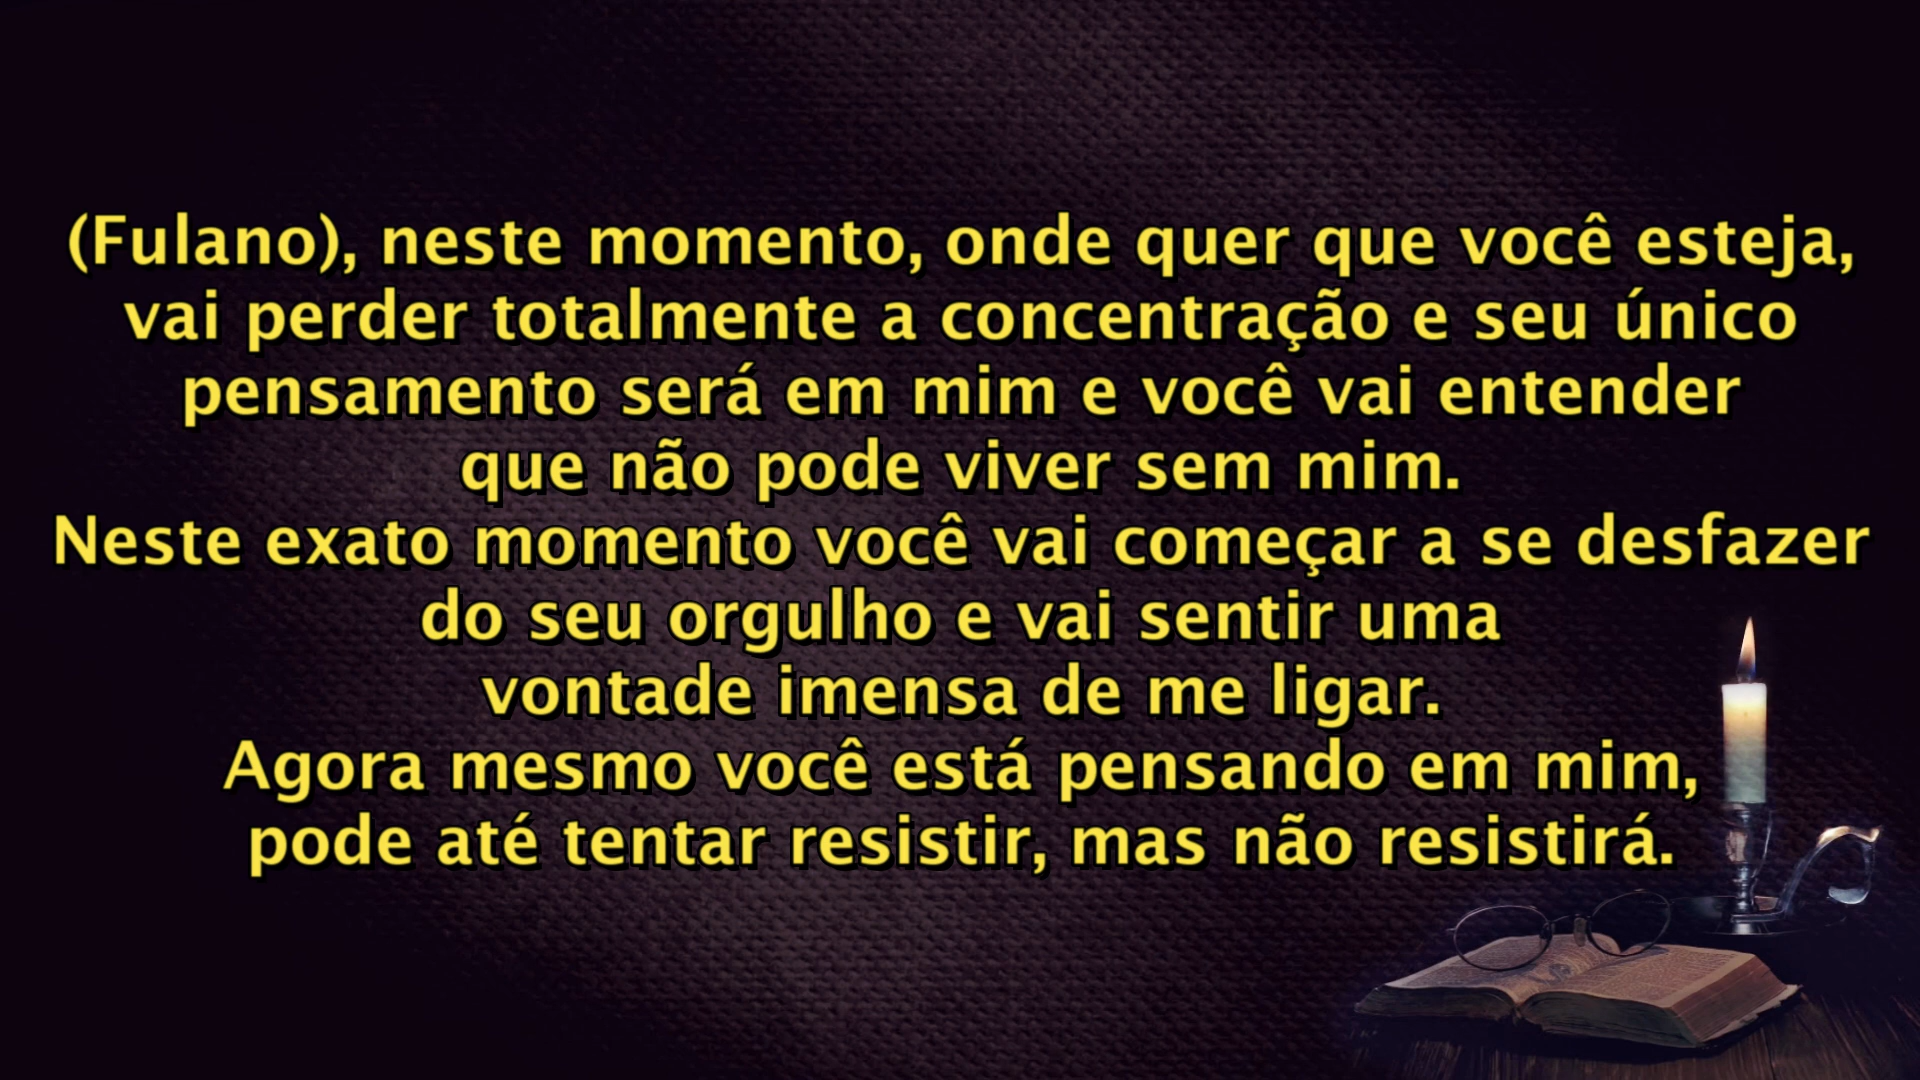 (Fulano), neste momento, onde quer que você esteja,
vai perder totalmente a concentração e seu único
pensamento será em mim e você vai entender
que não pode viver sem mim.
Neste exato momento você vai começar a se desfazer
do seu orgulho e vai sentir uma
vontade imensa de me ligar.
Agora mesmo você está pensando em mim,
pode até tentar resistir, mas não resistirá.